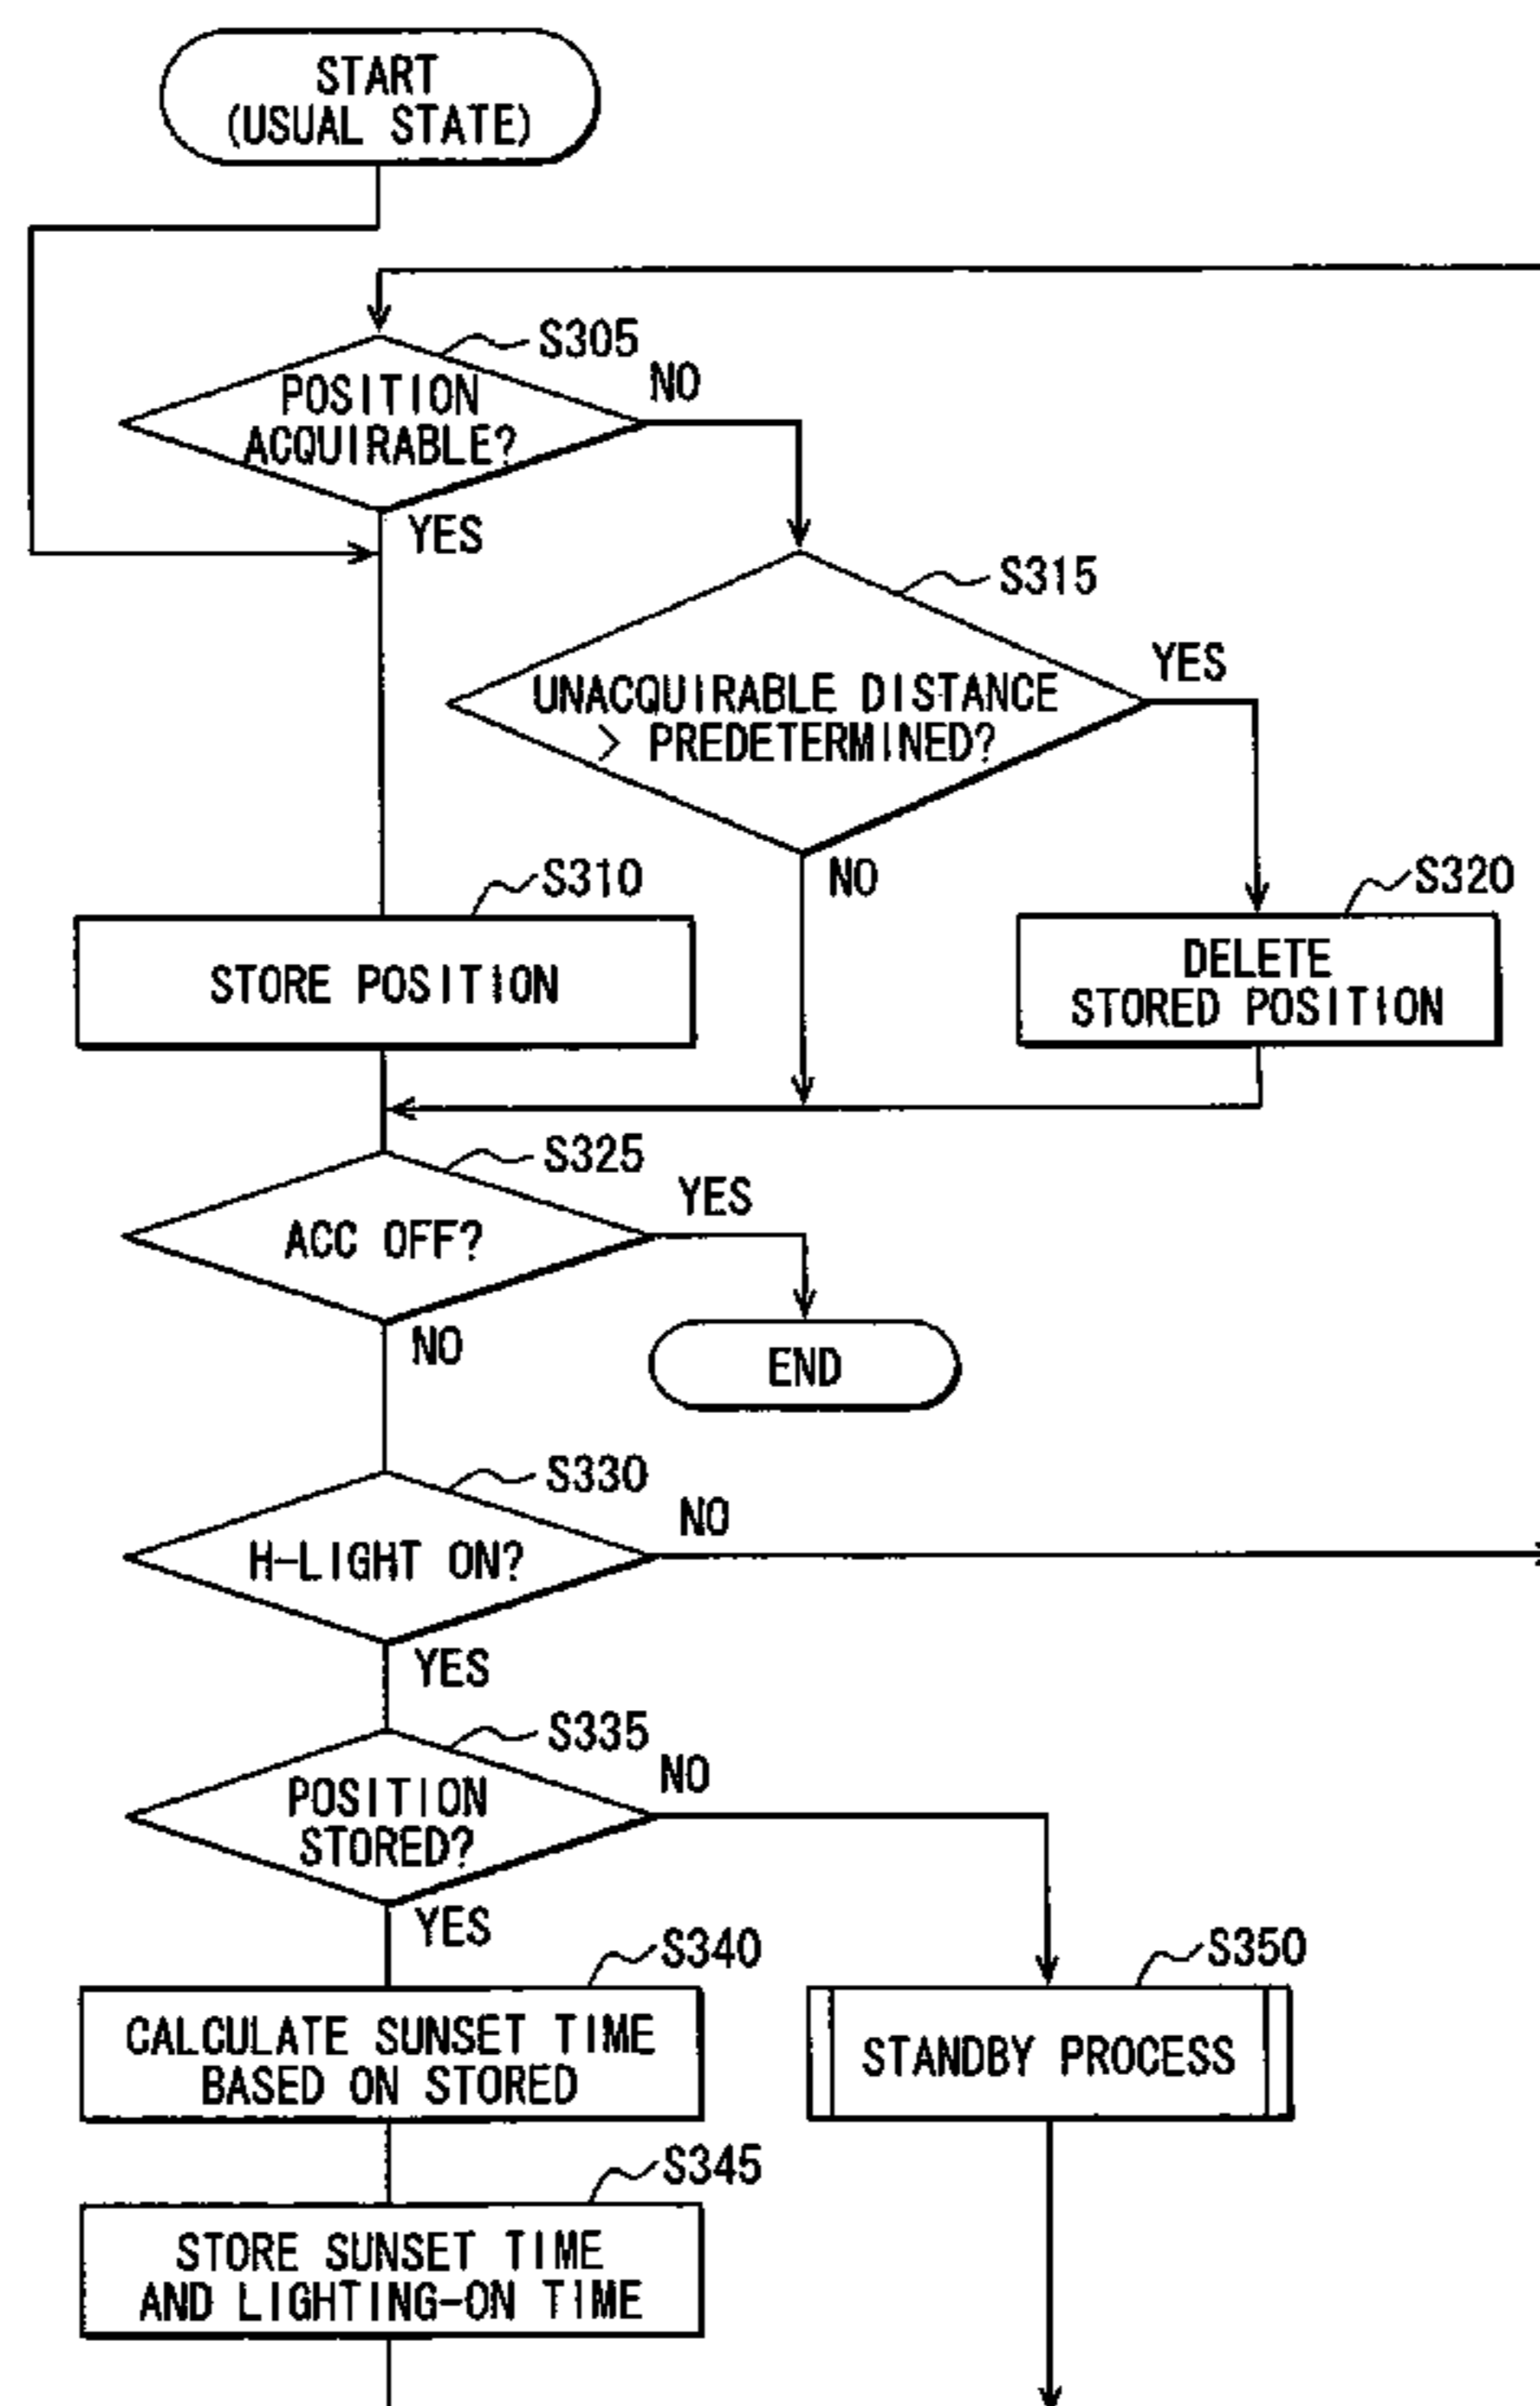 START
(USUAL STATE)
S305
POSITION
ACQUIRABLE?
NO
YES
S315
UNACQUIRABLE DISTANCE
> PREDETERMINED?
YES
NO
S310
STORE POSITION
S320
DELETE
STORED POSITION
S325
ACC OFF?
YES
NO
END
S330
H-LIGHT ON?
NO
YES
S335
POSITION
STORED?
NO
YES
S340
CALCULATE SUNSET TIME
BASED ON STORED
S350
STANDBY PROCESS
S345
STORE SUNSET TIME
AND LIGHTING-ON TIME